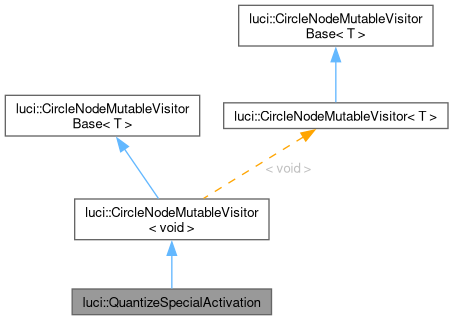 luci::CircleNodeMutableVisitor
Base< T >
luci::CircleNodeMutableVisitor
Base< T >
luci::CircleNodeMutableVisitor< T >
< void >
luci::CircleNodeMutableVisitor
< void >
luci::QuantizeSpecialActivation